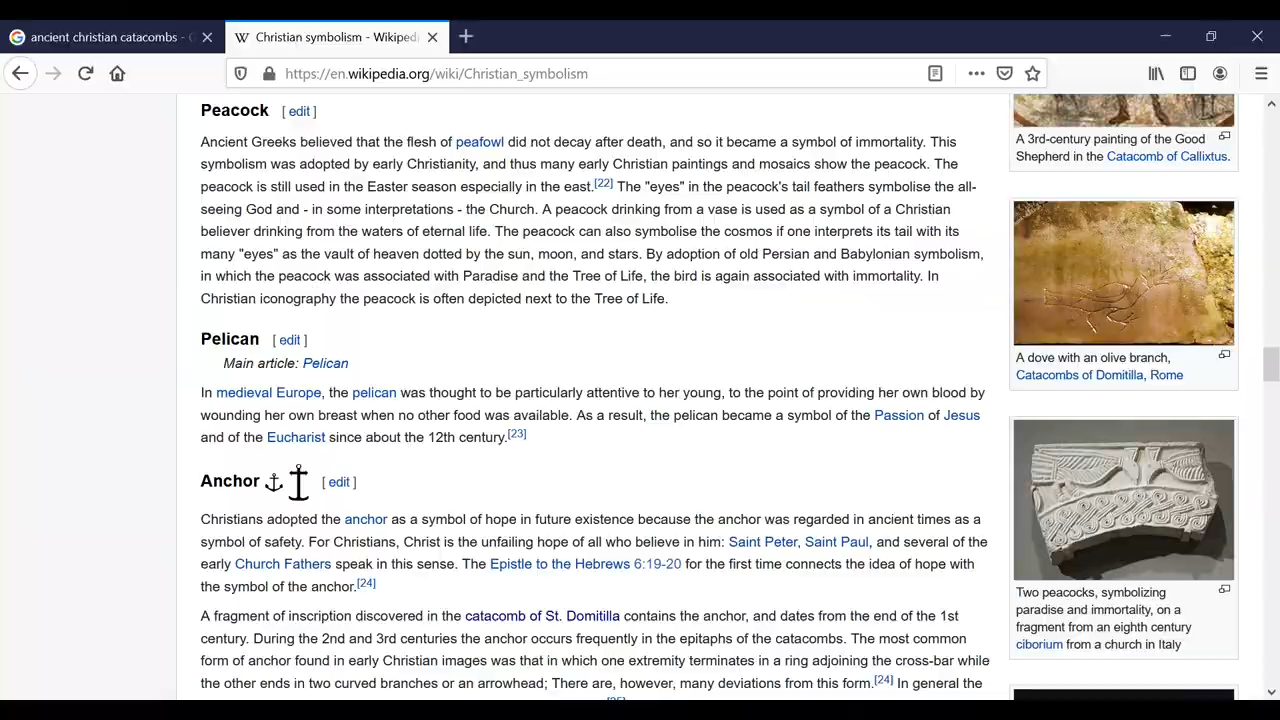 ancient christian catacombs -
Christian symbolism - Wikiped
https://en.wikipedia.org/wiki/Christian_symbolism
Peacock [ edit ]
Ancient Greeks believed that the flesh of peafowl did not decay after death, and so it became a symbol of immortality. This
symbolism was adopted by early Christianity, and thus many early Christian paintings and mosaics show the peacock. The
peacock is still used in the Easter season especially in the east.[22] The "eyes" in the peacock's tail feathers symbolise the all-
seeing God and - in some interpretations - the Church. A peacock drinking from a vase is used as a symbol of a Christian
believer drinking from the waters of eternal life. The peacock can also symbolise the cosmos if one interprets its tail with its
many "eyes" as the vault of heaven dotted by the sun, moon, and stars. By adoption of old Persian and Babylonian symbolism,
in which the peacock was associated with Paradise and the Tree of Life, the bird is again associated with immortality. In
Christian iconography the peacock is often depicted next to the Tree of Life.
Pelican [ edit ]
Main article: Pelican
In medieval Europe, the pelican was thought to be particularly attentive to her young, to the point of providing her own blood by
wounding her own breast when no other food was available. As a result, the pelican became a symbol of the Passion of Jesus
and of the Eucharist since about the 12th century.[23]
Anchor [ edit ]
Christians adopted the anchor as a symbol of hope in future existence because the anchor was regarded in ancient times as a
symbol of safety. For Christians, Christ is the unfailing hope of all who believe in him: Saint Peter, Saint Paul, and several of the
early Church Fathers speak in this sense. The Epistle to the Hebrews 6:19-20 for the first time connects the idea of hope with
the symbol of the anchor.[24]
A fragment of inscription discovered in the catacomb of St. Domitilla contains the anchor, and dates from the end of the 1st
century. During the 2nd and 3rd centuries the anchor occurs frequently in the epitaphs of the catacombs. The most common
form of anchor found in early Christian images was that in which one extremity terminates in a ring adjoining the cross-bar while
the other ends in two curved branches or an arrowhead; There are, however, many deviations from this form.[24] In general the
A 3rd-century painting of the Good
Shepherd in the Catacomb of Callixtus.
A dove with an olive branch,
Catacombs of Domitilla, Rome
Two peacocks, symbolizing
paradise and immortality, on a
fragment from an eighth century
ciborium from a church in Italy